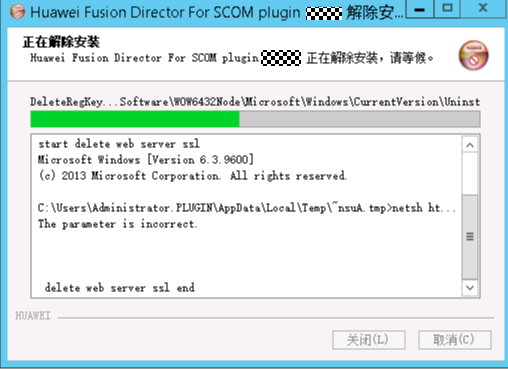 Huawei Fusion Director For SCOM plugin 解除安...
正在解除安装
Huawei Fusion Director For SCOM plugin 正在解除安装，请等候。
DeleteRegKey...Software\WOW6432Node\Microsoft\Windows\CurrentVersion\Uninst
start delete web server ssl
Microsoft Windows [Version 6.3.9600]
(c) 2013 Microsoft Corporation. All rights reserved.
C:\Users\Administrator.PLUGIN\AppData\Local\Temp\~nsuA.tmp>netsh ht...
The parameter is incorrect.
delete web server ssl end
HUAWEI
关闭(L) 取消(C)